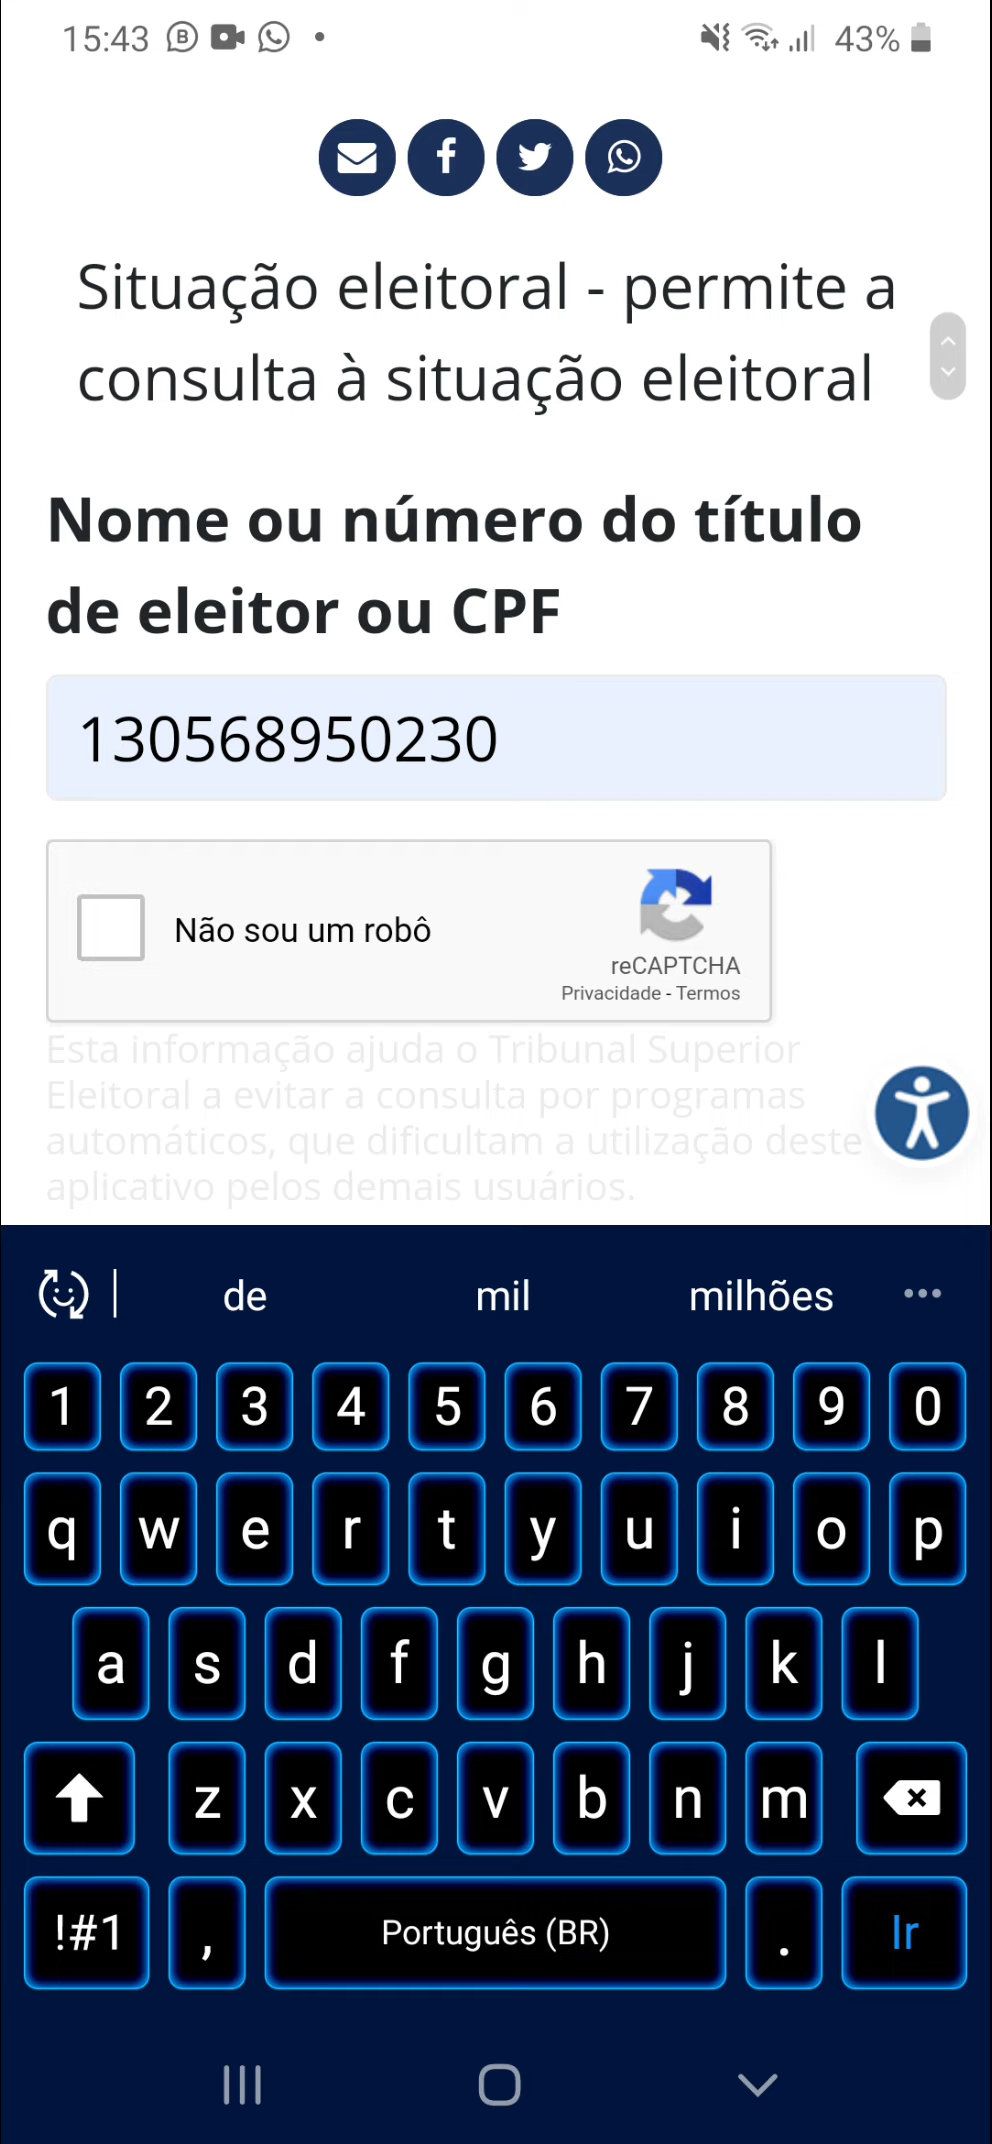 15:43 43%
Situação eleitoral - permite a
consulta à situação eleitoral
Nome ou número do título
de eleitor ou CPF
130568950230
Não sou um robô
reCAPTCHA
Privacidade - Termos
Esta informação ajuda o Tribunal Superior
Eleitoral a evitar a consulta por programas
automáticos, que dificultam a utilização deste
aplicativo pelos demais usuários.
de mil milhões
1 2 3 4 5 6 7 8 9 0
q w e r t y u i o p
a s d f g h j k l
z x c v b n m
!#1 , Português (BR) . Ir